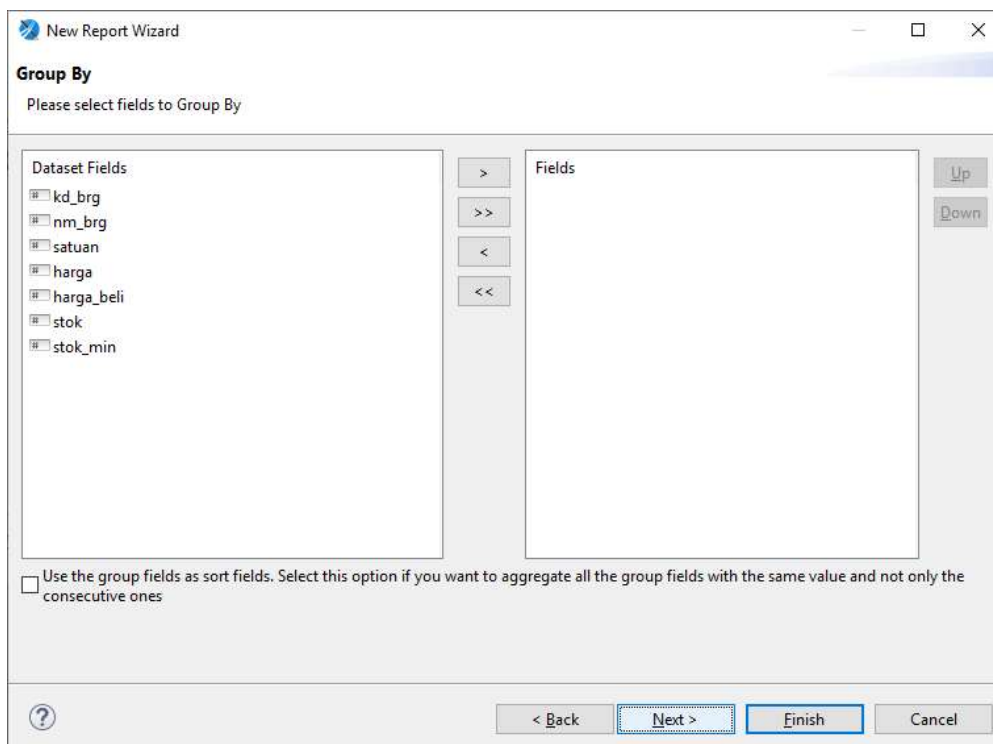 New Report Wizard
Group By
Please select fields to Group By
Dataset Fields
kd_brg
nm_brg
satuan
harga
harga_beli
stok
stok_min
>
>>
<
<<
Fields
Up
Down
Use the group fields as sort fields. Select this option if you want to aggregate all the group fields with the same value and not only the
consecutive ones
?
< Back
Next >
Finish
Cancel